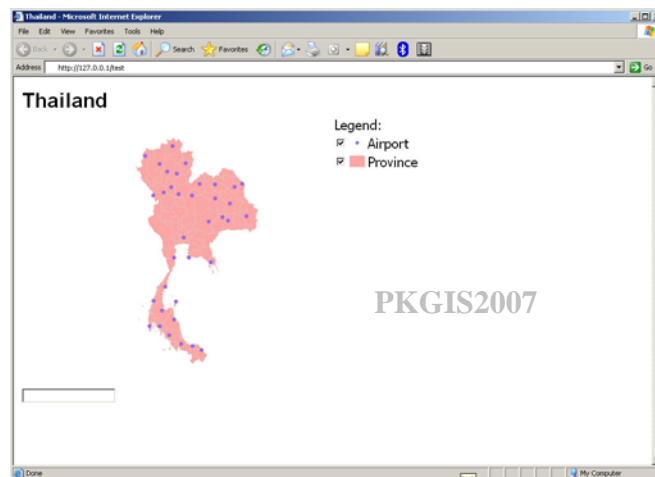 Thailand - Microsoft Internet Explorer
File Edit View Favorites Tools Help
Back Search Favorites
Address http://127.0.0.1/test Go
Thailand
Legend:
Airport
Province
PKGIS2007
Done My Computer